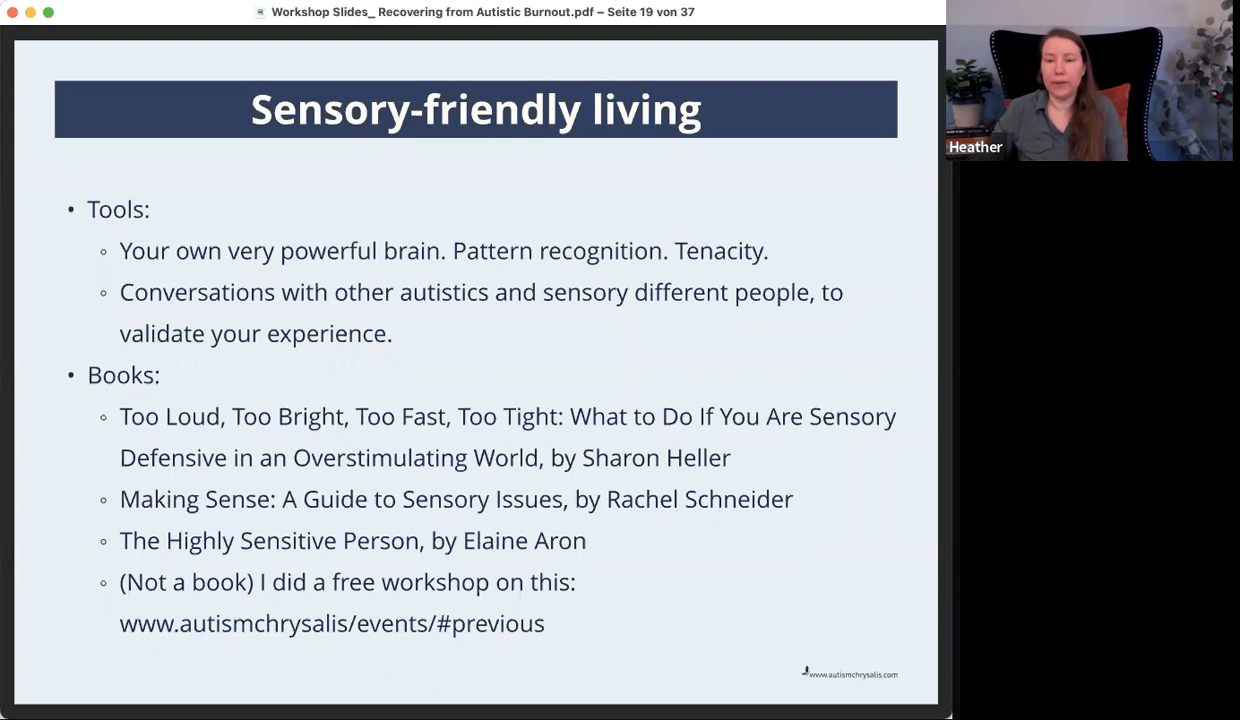 Workshop Slides_ Recovering from Autistic Burnout.pdf – Seite 19 von 37
Sensory-friendly living
• Tools:
◦ Your own very powerful brain. Pattern recognition. Tenacity.
◦ Conversations with other autistics and sensory different people, to
validate your experience.
• Books:
◦ Too Loud, Too Bright, Too Fast, Too Tight: What to Do If You Are Sensory
Defensive in an Overstimulating World, by Sharon Heller
◦ Making Sense: A Guide to Sensory Issues, by Rachel Schneider
◦ The Highly Sensitive Person, by Elaine Aron
◦ (Not a book) I did a free workshop on this:
www.autismchrysalis/events/#previous
www.autismchrysalis.com
Heather